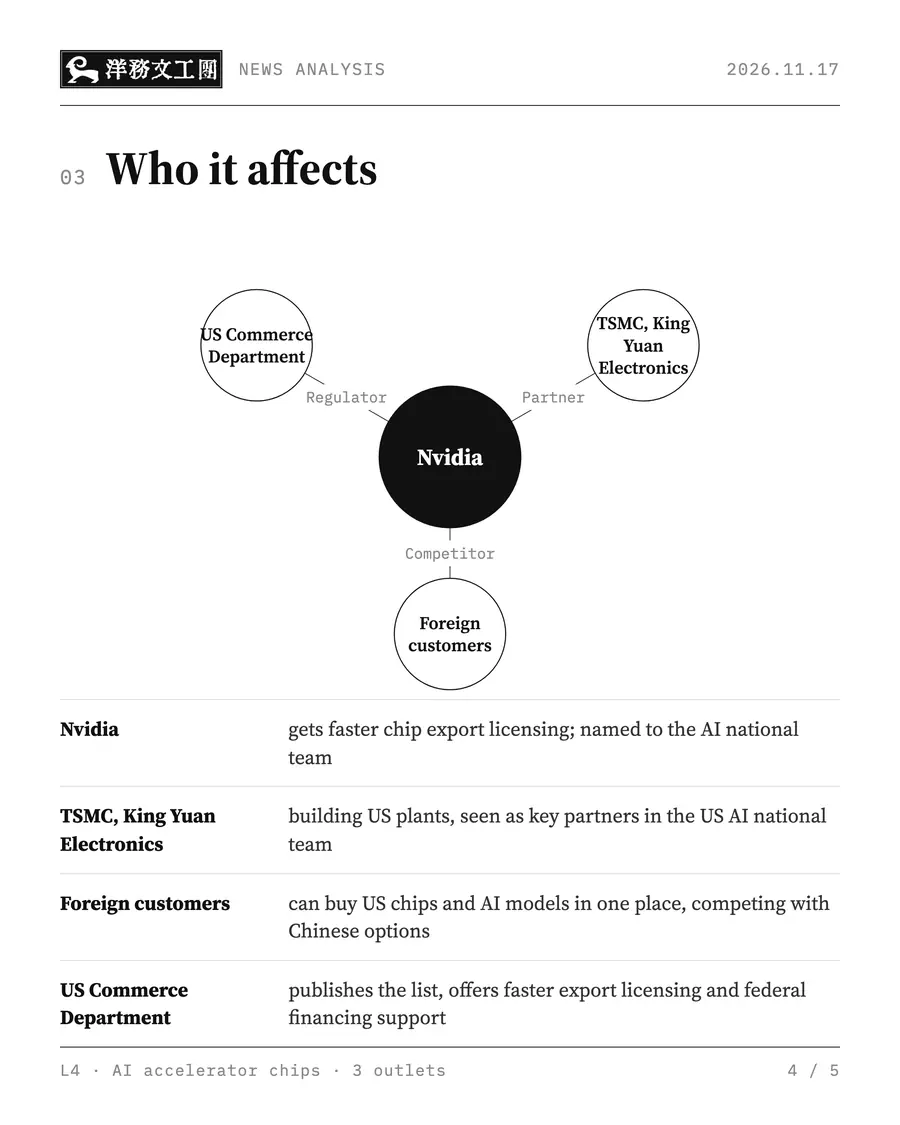 洋務文工團 NEWS ANALYSIS 2026.11.17
03 Who it affects
US Commerce
Department
TSMC, King
Yuan
Electronics
Regulator
Partner
Nvidia
Competitor
Foreign
customers
Nvidia gets faster chip export licensing; named to the AI national
team
TSMC, King Yuan building US plants, seen as key partners in the US AI national
Electronics team
Foreign customers can buy US chips and AI models in one place, competing with
Chinese options
US Commerce publishes the list, offers faster export licensing and federal
Department financing support
L4 · AI accelerator chips · 3 outlets 4 / 5